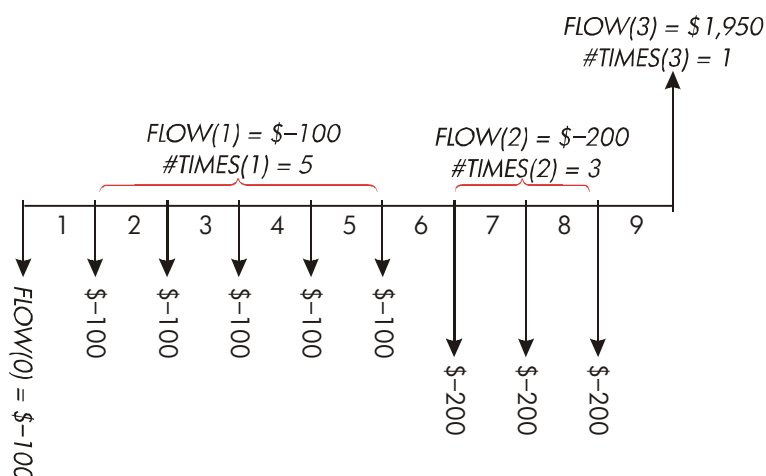 FLOW(3) = $1,950
#TIMES(3) = 1
FLOW(1) = $–100
#TIMES(1) = 5
FLOW(2) = $–200
#TIMES(2) = 3
1 2 3 4 5 6 7 8 9
FLOW(0) = $–100
$–100
$–100
$–100
$–100
$–100
$–200
$–200
$–200